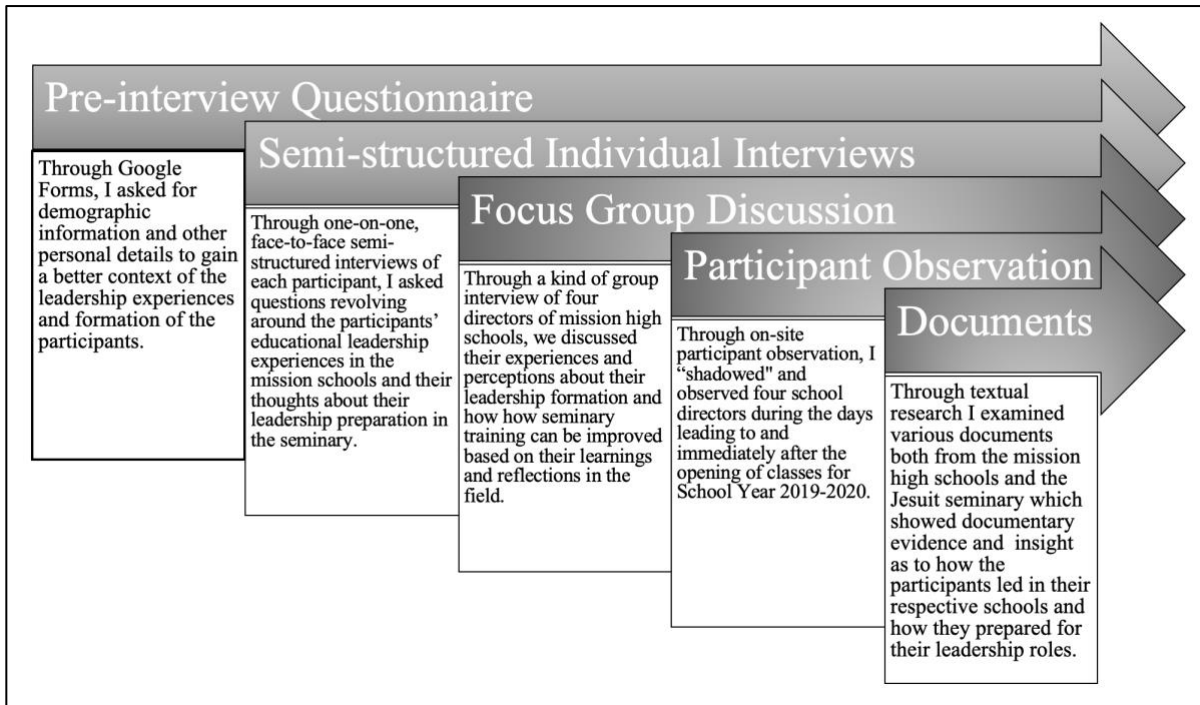 Pre-interview Questionnaire
Through Google
Forms, I asked for
demographic
information and other
personal details to gain
a better context of the
leadership experiences
and formation of the
participants.
Semi-structured Individual Interviews
Through one-on-one,
face-to-face semi-
structured interviews of
each participant, I asked
questions revolving
around the participants'
educational leadership
experiences in the
mission schools and their
thoughts about their
leadership preparation in
the seminary.
Focus Group Discussion
Through a kind of group
interview of four
directors of mission high
schools, we discussed
their experiences and
perceptions about their
leadership formation and
how how seminary
training can be improved
based on their learnings
and reflections in the
field.
Participant Observation
Through on-site
participant observation, I
“shadowed" and
observed four school
directors during the days
leading to and
immediately after the
opening of classes for
School Year 2019-2020.
Documents
Through textual
research I examined
various documents
both from the mission
high schools and the
Jesuit seminary which
showed documentary
evidence and insight
as to how the
participants led in their
respective schools and
how they prepared for
their leadership roles.